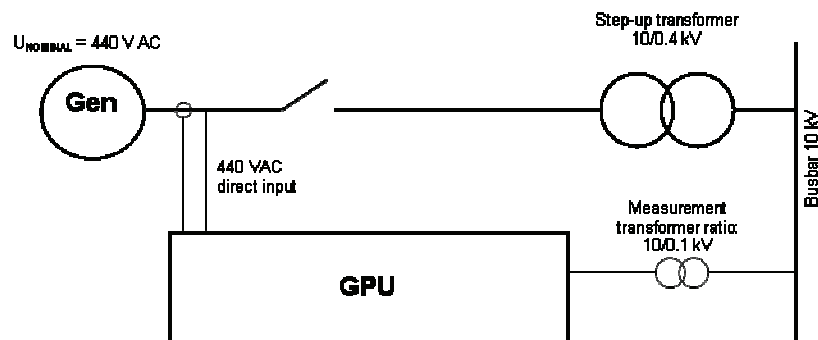 Step-up transformer
10/0.4 kV
UNOMINAL = 440 V AC
Gen
440 VAC
direct input
Busbar 10 kV
Measurement
transformer ratio:
10/0.1 kV
GPU